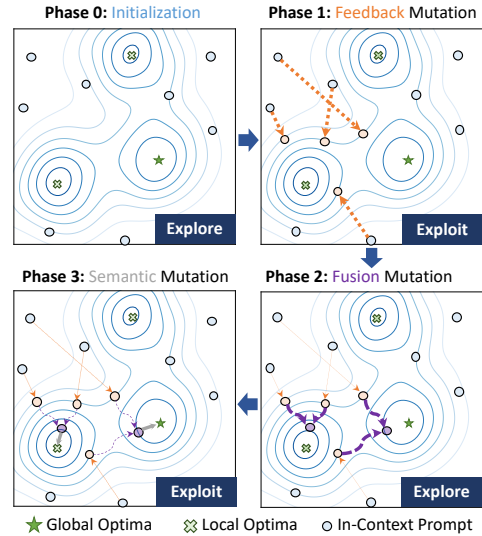 Phase 0: Initialization
Phase 1: Feedback Mutation
Explore
Exploit
Phase 3: Semantic Mutation
Phase 2: Fusion Mutation
Exploit
Explore
Global Optima
Local Optima
In-Context Prompt